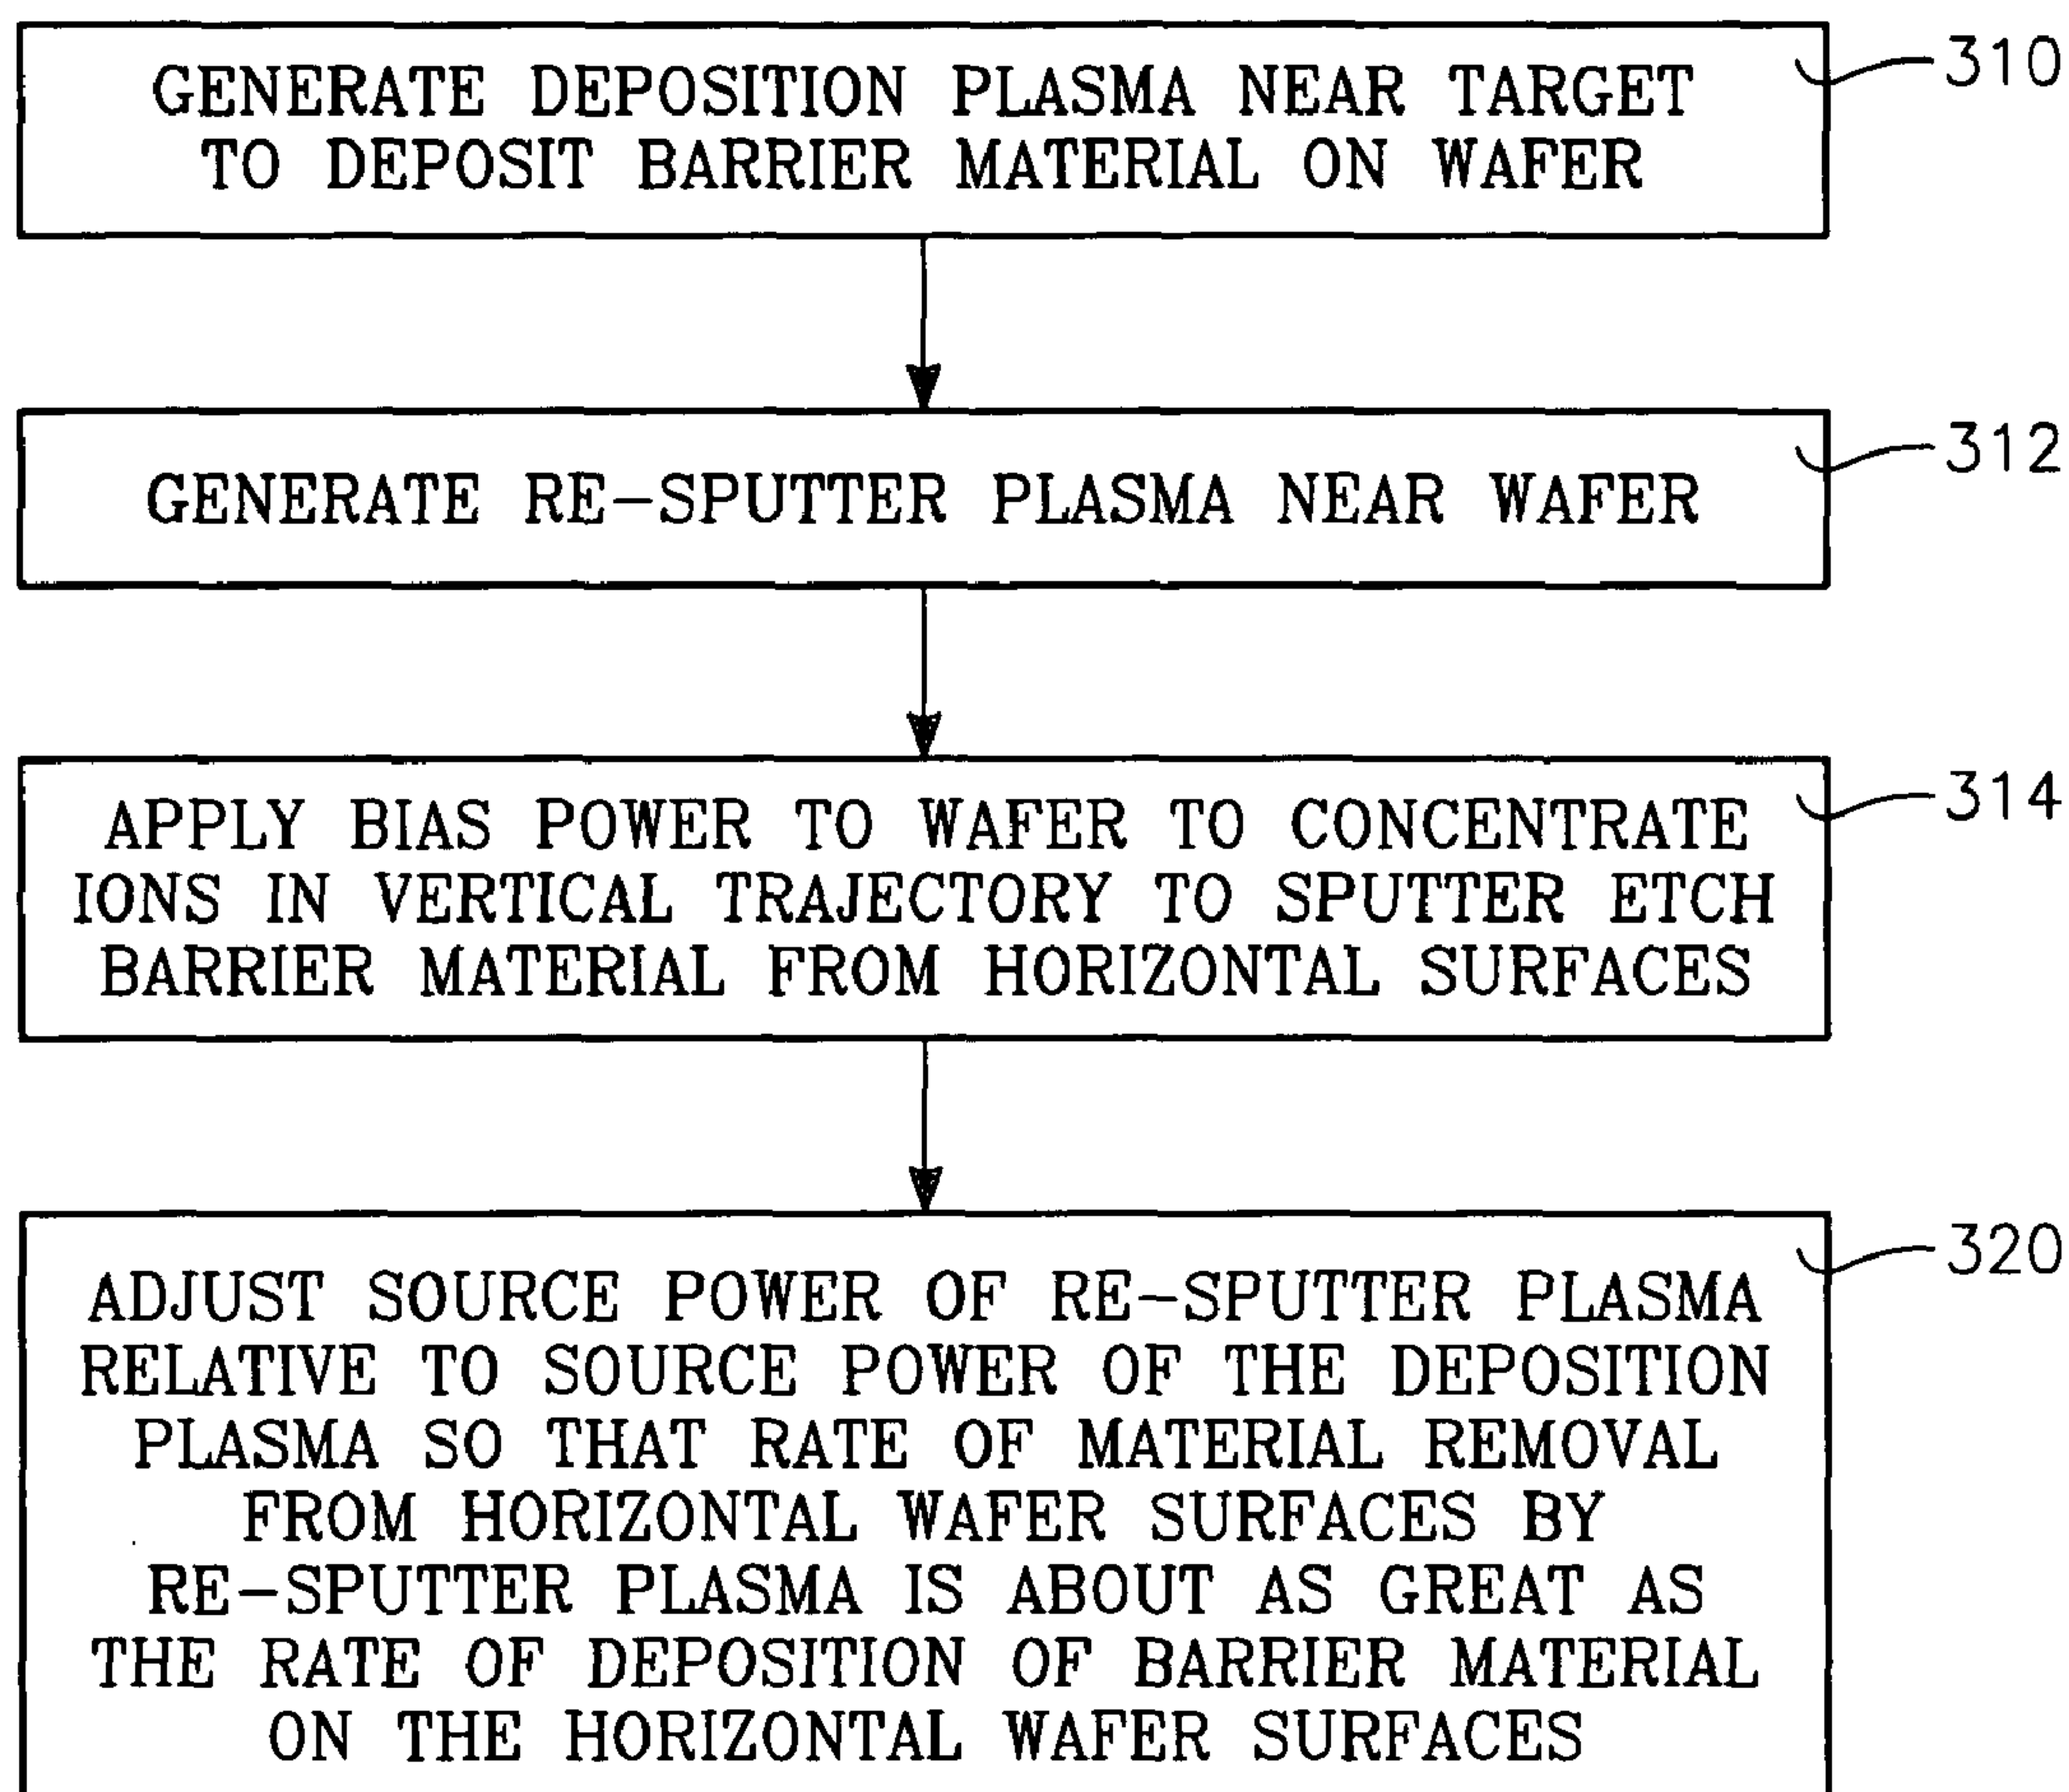 GENERATE DEPOSITION PLASMA NEAR TARGET
TO DEPOSIT BARRIER MATERIAL ON WAFER
310
GENERATE RE-SPUTTER PLASMA NEAR WAFER
312
APPLY BIAS POWER TO WAFER TO CONCENTRATE
IONS IN VERTICAL TRAJECTORY TO SPUTTER ETCH
BARRIER MATERIAL FROM HORIZONTAL SURFACES
314
ADJUST SOURCE POWER OF RE-SPUTTER PLASMA
RELATIVE TO SOURCE POWER OF THE DEPOSITION
PLASMA SO THAT RATE OF MATERIAL REMOVAL
FROM HORIZONTAL WAFER SURFACES BY
RE-SPUTTER PLASMA IS ABOUT AS GREAT AS
THE RATE OF DEPOSITION OF BARRIER MATERIAL
ON THE HORIZONTAL WAFER SURFACES
320